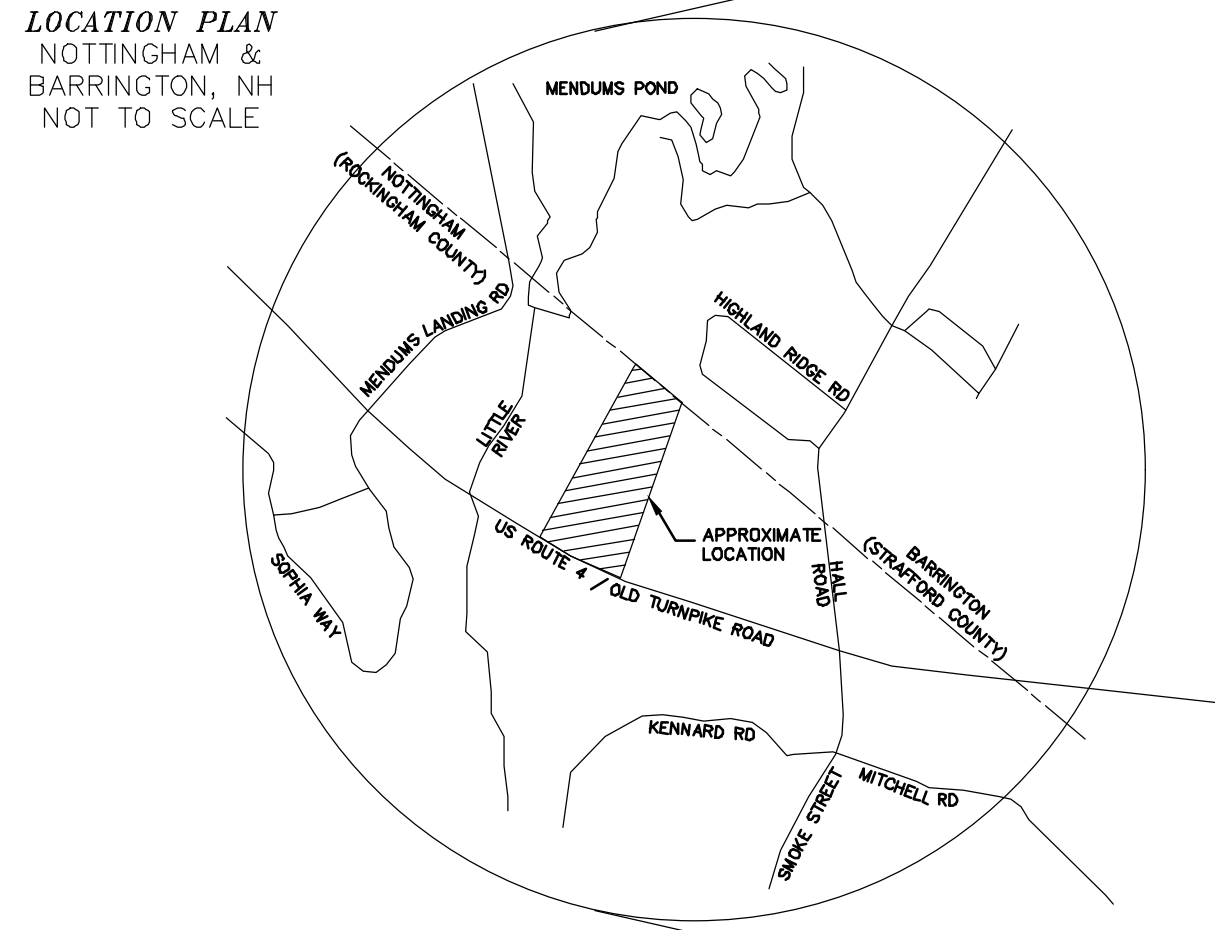 LOCATION PLAN
NOTTINGHAM &
BARRINGTON, NH
NOT TO SCALE
MENDUMS POND
NOTTINGHAM
(ROCKINGHAM COUNTY)
MENDUMS LANDING RD
HIGHLAND RIDGE RD
LITTLE
RIVER
US ROUTE 4 / OLD TURNPIKE ROAD
APPROXIMATE
LOCATION
HALL
ROAD
BARRINGTON
(STRAFFORD COUNTY)
SOPHIA WAY
KENNARD RD
MITCHELL RD
SMOKE STREET